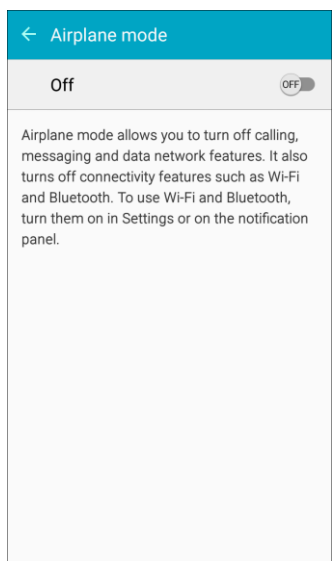 Airplane mode
Off
OFF
Airplane mode allows you to turn off calling,
messaging and data network features. It also
turns off connectivity features such as Wi-Fi
and Bluetooth. To use Wi-Fi and Bluetooth,
turn them on in Settings or on the notification
panel.